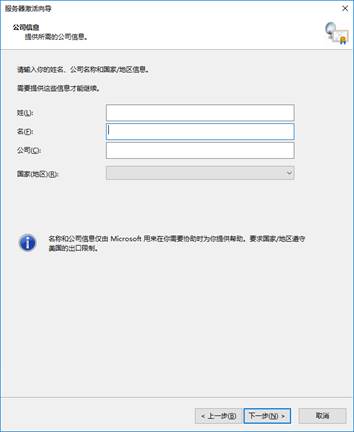 服务器激活向导
公司信息
提供所需的公司信息。
请输入你的姓名、公司名称和国家/地区信息。
需要提供这些信息才能继续。
姓(L):
名(F):
公司(C):
国家(地区)(R):
名称和公司信息仅由 Microsoft 用来在你需要协助时为你提供帮助。要求国家/地区遵守
美国的出口限制。
< 上一步(B) 下一步(N) > 取消